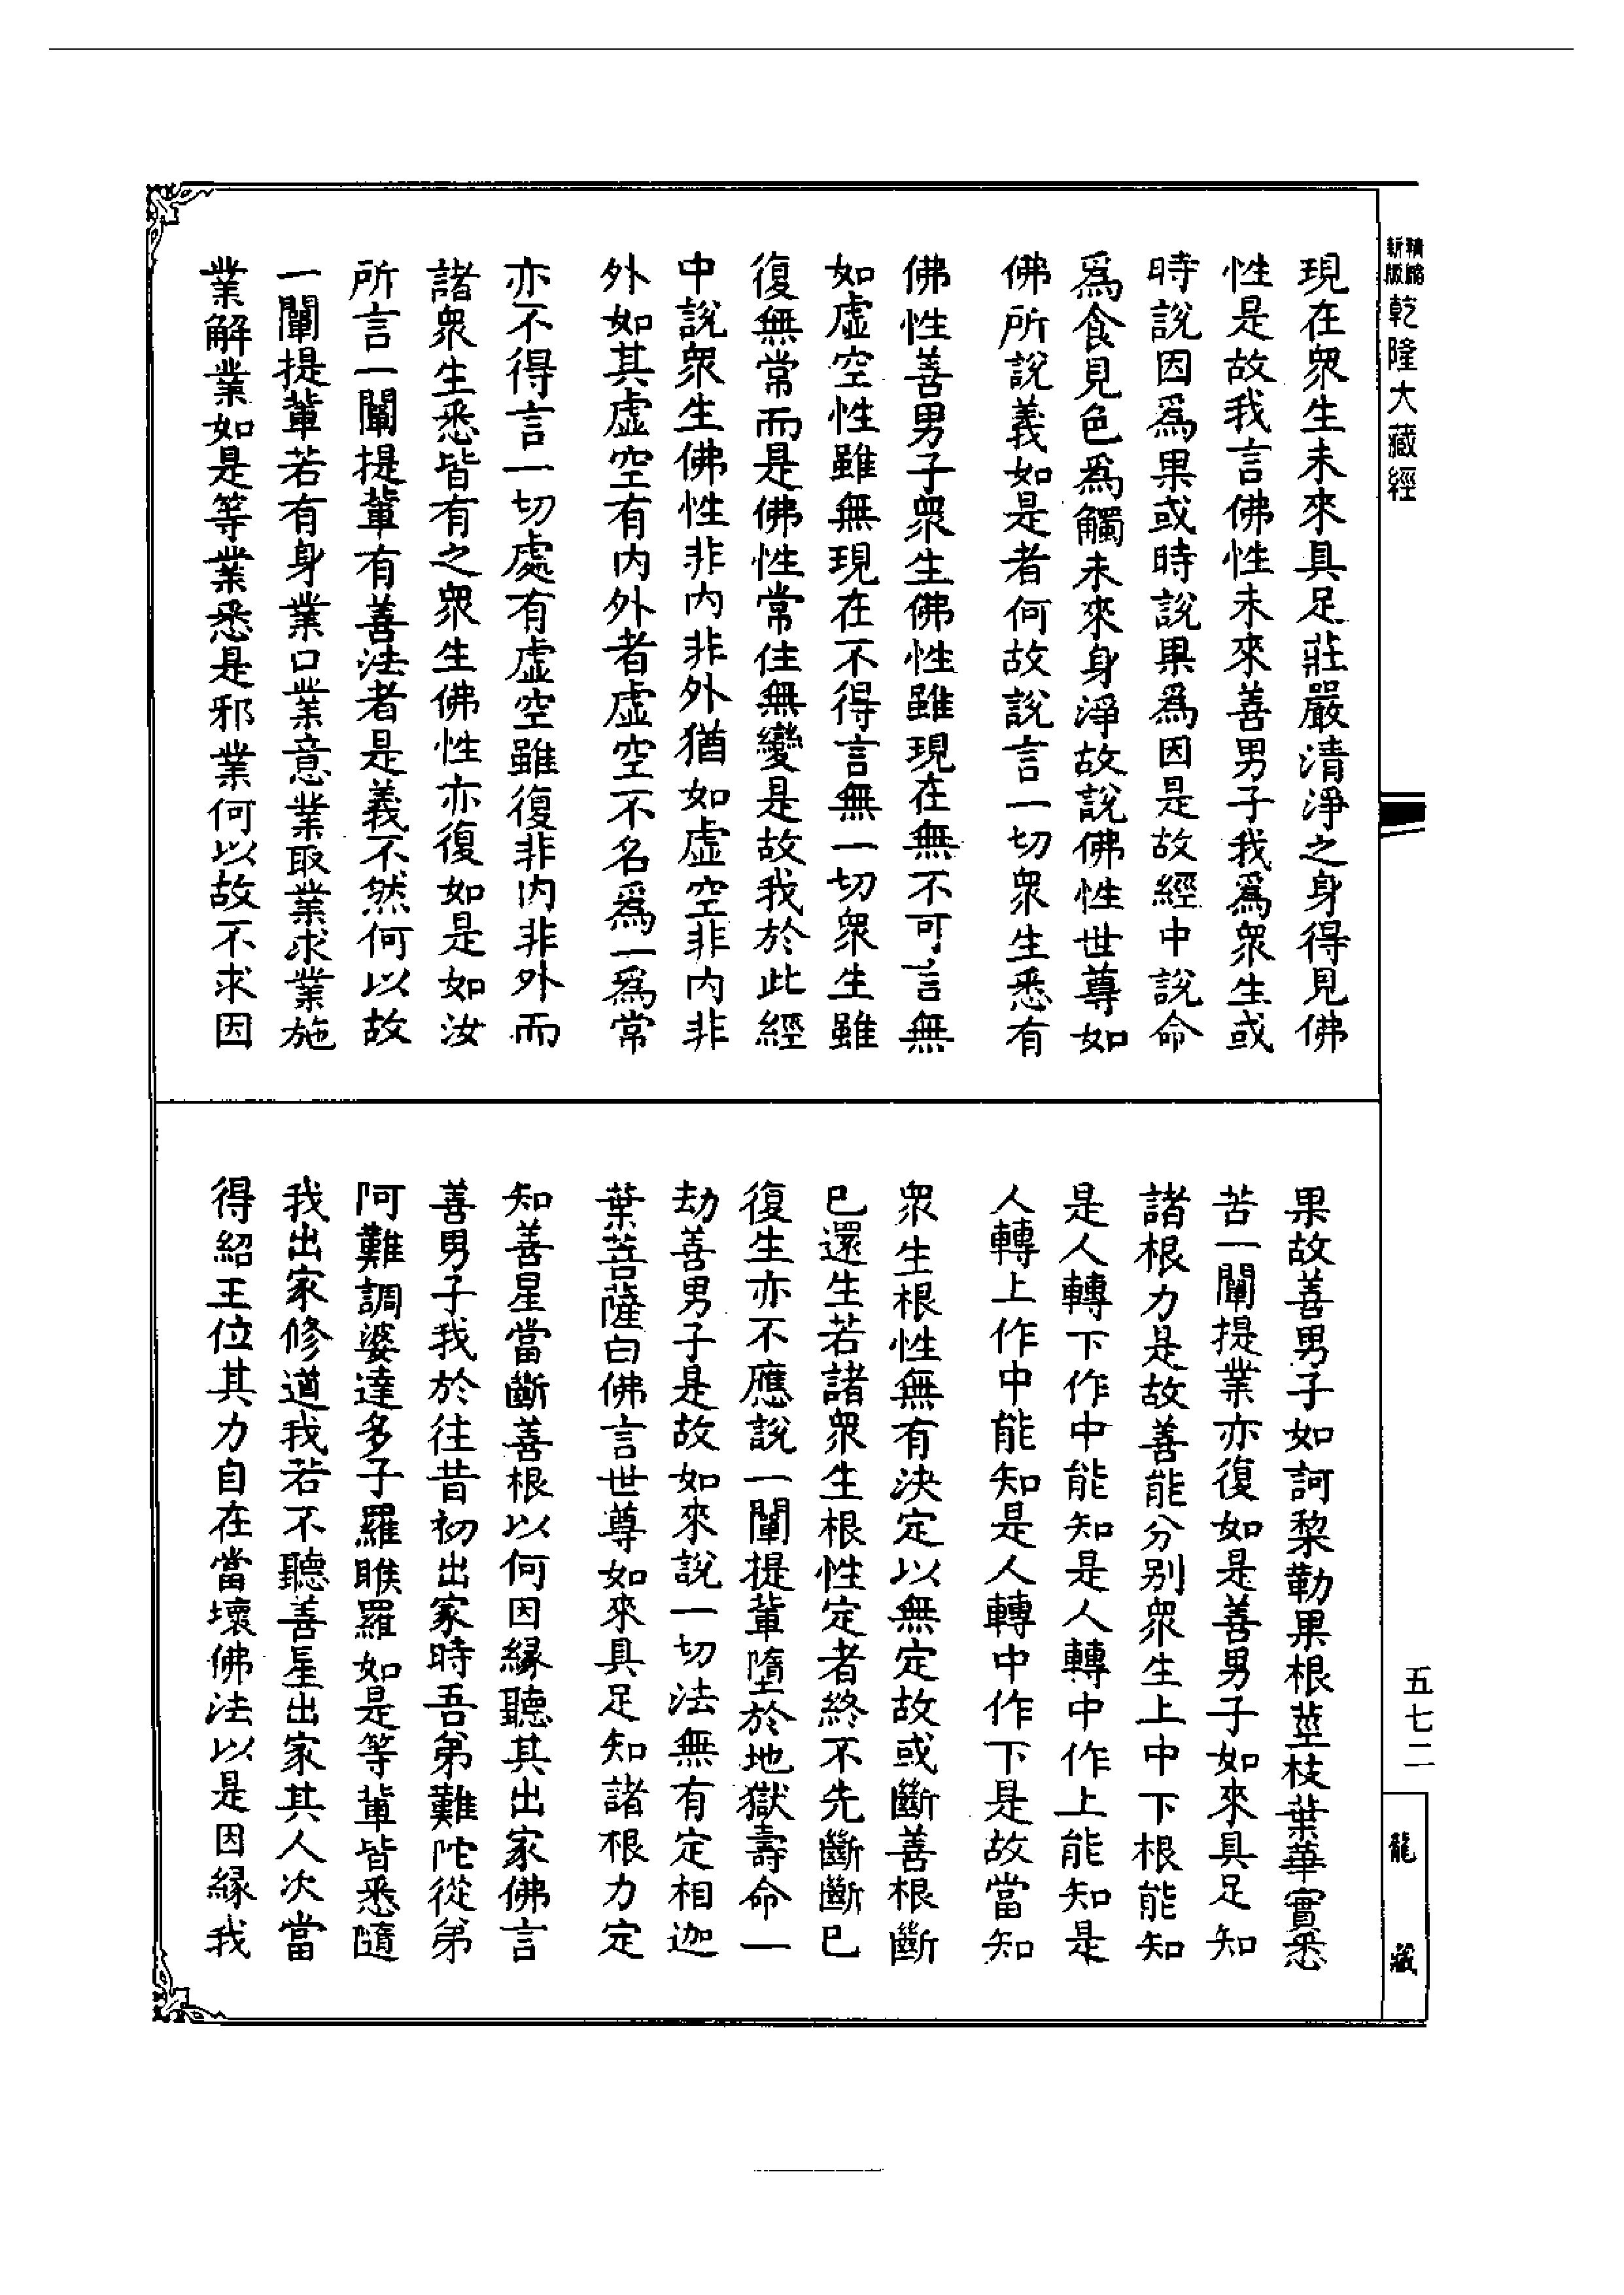 精縮新版乾隆大藏經
現在衆生未來具足莊嚴清淨之身得見佛
性是故我言佛性未來善男子我爲衆生或
時說因爲果或時說果爲因是故經中說命
爲食見色爲觸未來身淨故說佛性世尊如
佛所說義如是者何故說言一切衆生悉有
佛性善男子衆生佛性雖現在無不可言無
如虛空性雖無現在不得言無一切衆生雖
復無常而是佛性常住無變是故我於此經
中說衆生佛性非內非外猶如虛空非內非
外如其虛空有內外者虛空不名爲一爲常
亦不得言一切處有虛空雖復非內非外而
諸衆生悉皆有之衆生佛性亦復如是如汝
所言一闡提輩有善法者是義不然何以故
一闡提輩若有身業口業意業取業求業施
業解業如是等業悉是邪業何以故不求因
果故善男子如訶黎勒果根莖枝葉華實悉
苦一闡提業亦復如是善男子如來具足知
諸根力是故善能分別衆生上中下根能知
是人轉下作中能知是人轉中作上能知是
人轉上作中能知是人轉中作下是故當知
衆生根性無有決定以無定故或斷善根斷
已還生若諸衆生根性定者終不先斷斷已
復生亦不應說一闡提輩墮於地獄壽命一
劫善男子是故如來說一切法無有定相迦
葉菩薩白佛言世尊如來具足知諸根力定
知善星當斷善根以何因緣聽其出家佛言
善男子我於往昔初出家時吾弟難陀從弟
阿難調婆達多子羅睺羅如是等輩皆悉隨
我出家修道我若不聽善星出家其人次當
得紹王位其力自在當壞佛法以是因緣我
五七二
龍藏